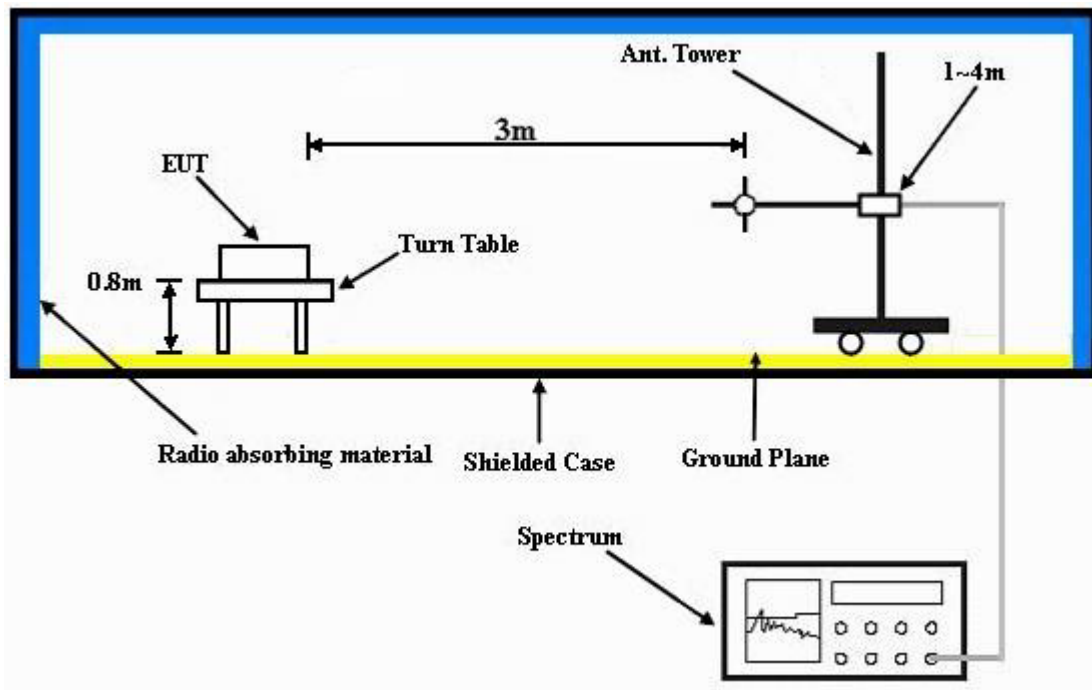 Ant. Tower
1~4m
3m
EUT
Turn Table
0.8m
Radio absorbing material
Shielded Case
Ground Plane
Spectrum